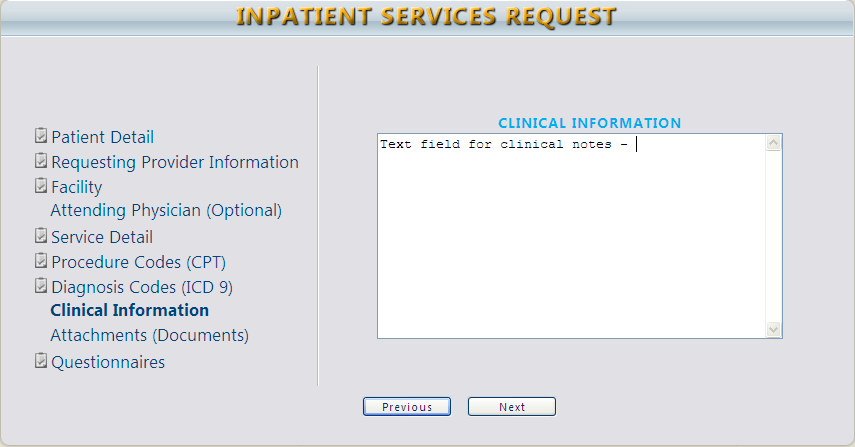 INPATIENT SERVICES REQUEST
Patient Detail
Requesting Provider Information
Facility
Attending Physician (Optional)
Service Detail
Procedure Codes (CPT)
Diagnosis Codes (ICD 9)
Clinical Information
Attachments (Documents)
Questionnaires
CLINICAL INFORMATION
Text field for clinical notes -
Previous
Next